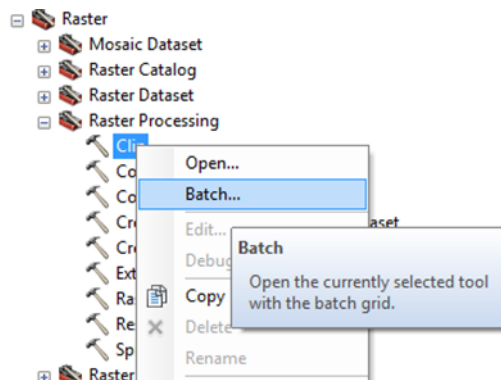 Raster
Mosaic Dataset
Raster Catalog
Raster Dataset
Raster Processing
Cli
Open...
Co
Batch...
Co
Cr
Edit...
aset
Cr
Batch
Debug
Open the currently selected tool
with the batch grid.
Ext
Ra
Copy
Re
Delete
Sp
Rename
Raster